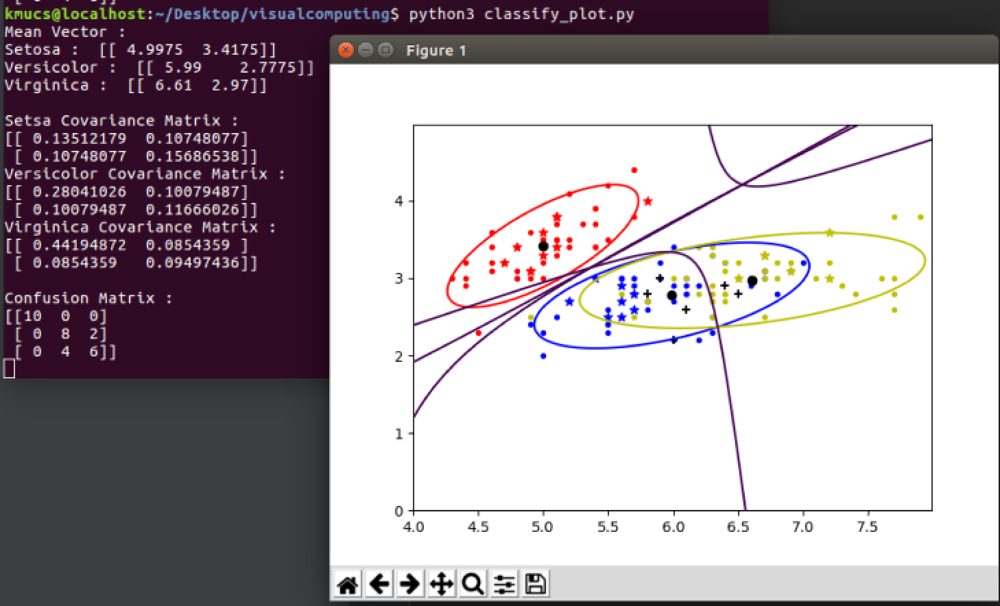 kmucs@localhost:~/Desktop/visualcomputing$ python3 classify_plot.py
Mean Vector :
Setosa :  [[ 4.9975  3.4175]]
Versicolor :  [[ 5.99    2.7775]]
Virginica :  [[ 6.61  2.97]]
Setsa Covariance Matrix :
[[ 0.13512179  0.10748077]
 [ 0.10748077  0.15686538]]
Versicolor Covariance Matrix :
[[ 0.28041026  0.10079487]
 [ 0.10079487  0.11666026]]
Virginica Covariance Matrix :
[[ 0.44194872  0.0854359 ]
 [ 0.0854359   0.09497436]]
Confusion Matrix :
[[10  0  0]
 [ 0  8  2]
 [ 0  4  6]]
Figure 1
4
3
2
1
0
4.0 4.5 5.0 5.5 6.0 6.5 7.0 7.5